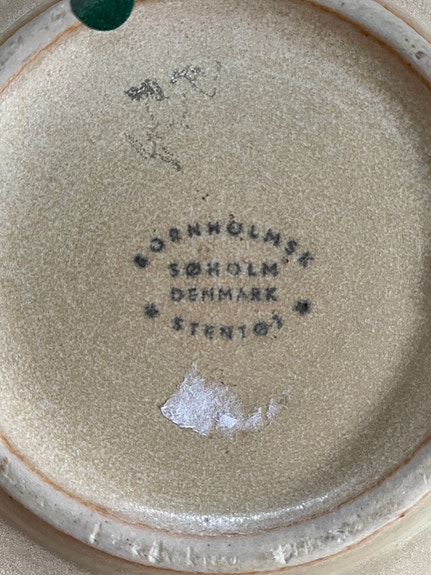 BORNHOLMSK
SØHOLM
DENMARK
* STENTØJ *